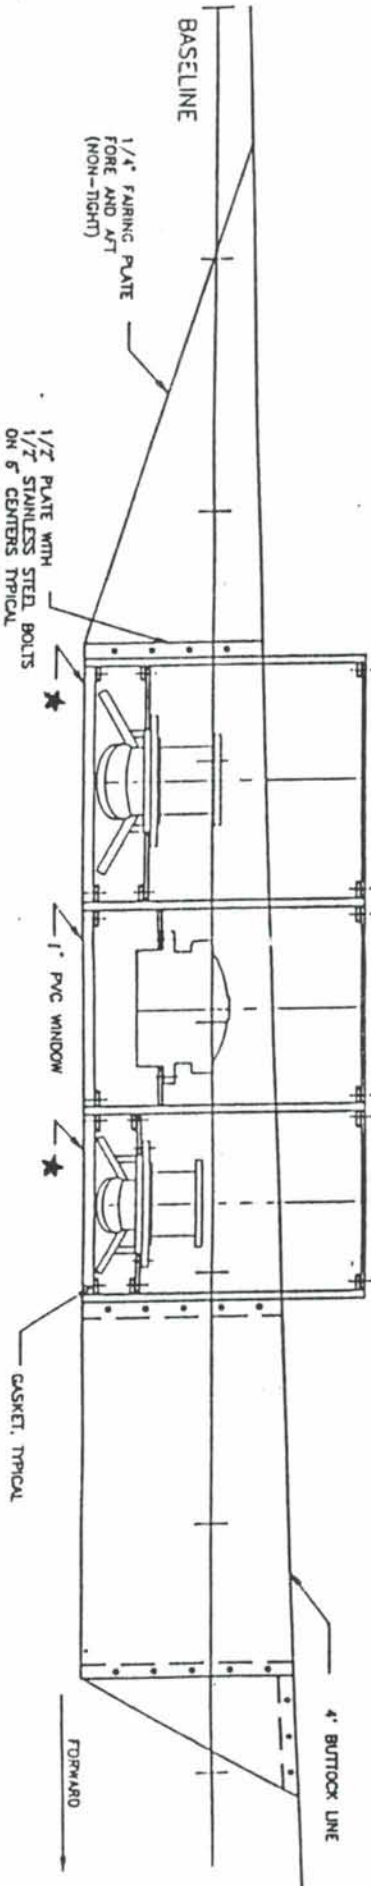 BASELINE
1/4" FAIRING PLATE
FORE AND AFT
(NON-TIGHT)
1/2" PLATE WITH
1/2" STAINLESS STEEL BOLTS
ON 6" CENTERS TYPICAL
1" PVC WINDOW
GASKET, TYPICAL
4' BUTTOCK LINE
FORWARD